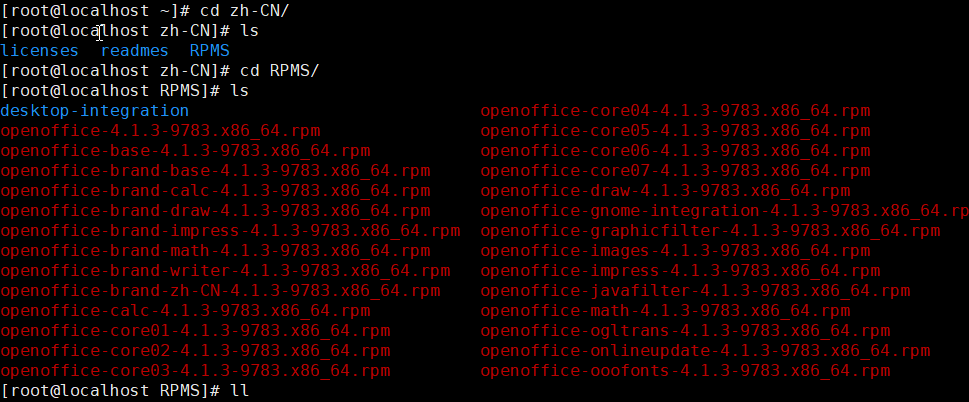 [root@localhost ~]# cd zh-CN/
[root@localhost zh-CN]# ls
licenses  readmes  RPMS
[root@localhost zh-CN]# cd RPMS/
[root@localhost RPMS]# ls
desktop-integration openoffice-core04-4.1.3-9783.x86_64.rpm
openoffice-4.1.3-9783.x86_64.rpm openoffice-core05-4.1.3-9783.x86_64.rpm
openoffice-base-4.1.3-9783.x86_64.rpm openoffice-core06-4.1.3-9783.x86_64.rpm
openoffice-brand-base-4.1.3-9783.x86_64.rpm openoffice-core07-4.1.3-9783.x86_64.rpm
openoffice-brand-calc-4.1.3-9783.x86_64.rpm openoffice-draw-4.1.3-9783.x86_64.rpm
openoffice-brand-draw-4.1.3-9783.x86_64.rpm openoffice-gnome-integration-4.1.3-9783.x86_64.rp
openoffice-brand-impress-4.1.3-9783.x86_64.rpm openoffice-graphicfilter-4.1.3-9783.x86_64.rpm
openoffice-brand-math-4.1.3-9783.x86_64.rpm openoffice-images-4.1.3-9783.x86_64.rpm
openoffice-brand-writer-4.1.3-9783.x86_64.rpm openoffice-impress-4.1.3-9783.x86_64.rpm
openoffice-brand-zh-CN-4.1.3-9783.x86_64.rpm openoffice-javafilter-4.1.3-9783.x86_64.rpm
openoffice-calc-4.1.3-9783.x86_64.rpm openoffice-math-4.1.3-9783.x86_64.rpm
openoffice-core01-4.1.3-9783.x86_64.rpm openoffice-ogltrans-4.1.3-9783.x86_64.rpm
openoffice-core02-4.1.3-9783.x86_64.rpm openoffice-onlineupdate-4.1.3-9783.x86_64.rpm
openoffice-core03-4.1.3-9783.x86_64.rpm openoffice-ooofonts-4.1.3-9783.x86_64.rpm
[root@localhost RPMS]# ll